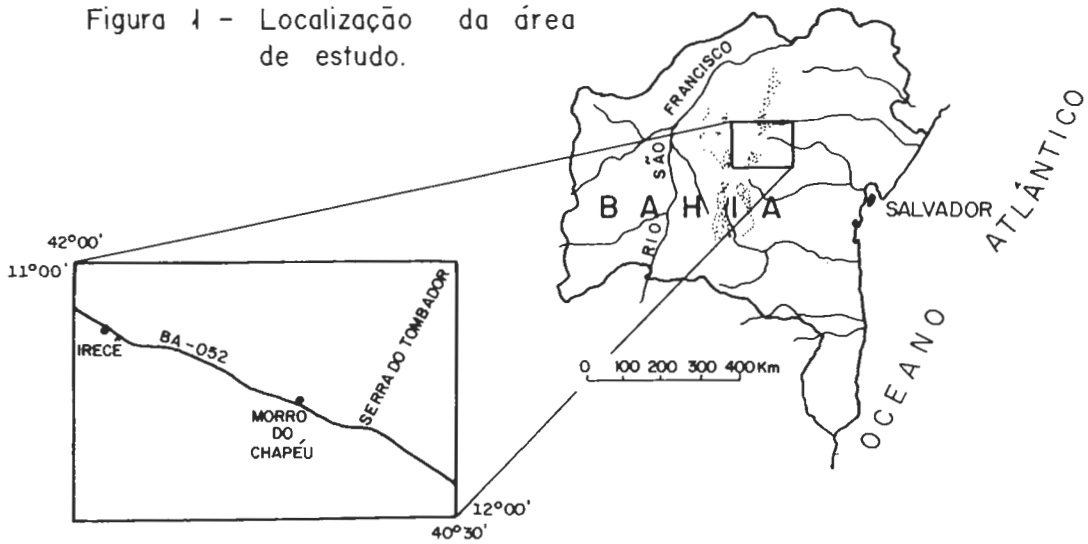 Figura 1 - Localização da área
de estudo.
RIO SÃO FRANCISCO
BAHIA
SALVADOR
OCEANO ATLÂNTICO
0 100 200 300 400 Km
42°00'
11°00'
IRECÊ
BA-052
MORRO
DO
CHAPÉU
SERRA DO TOMBADOR
12°00'
40°30'